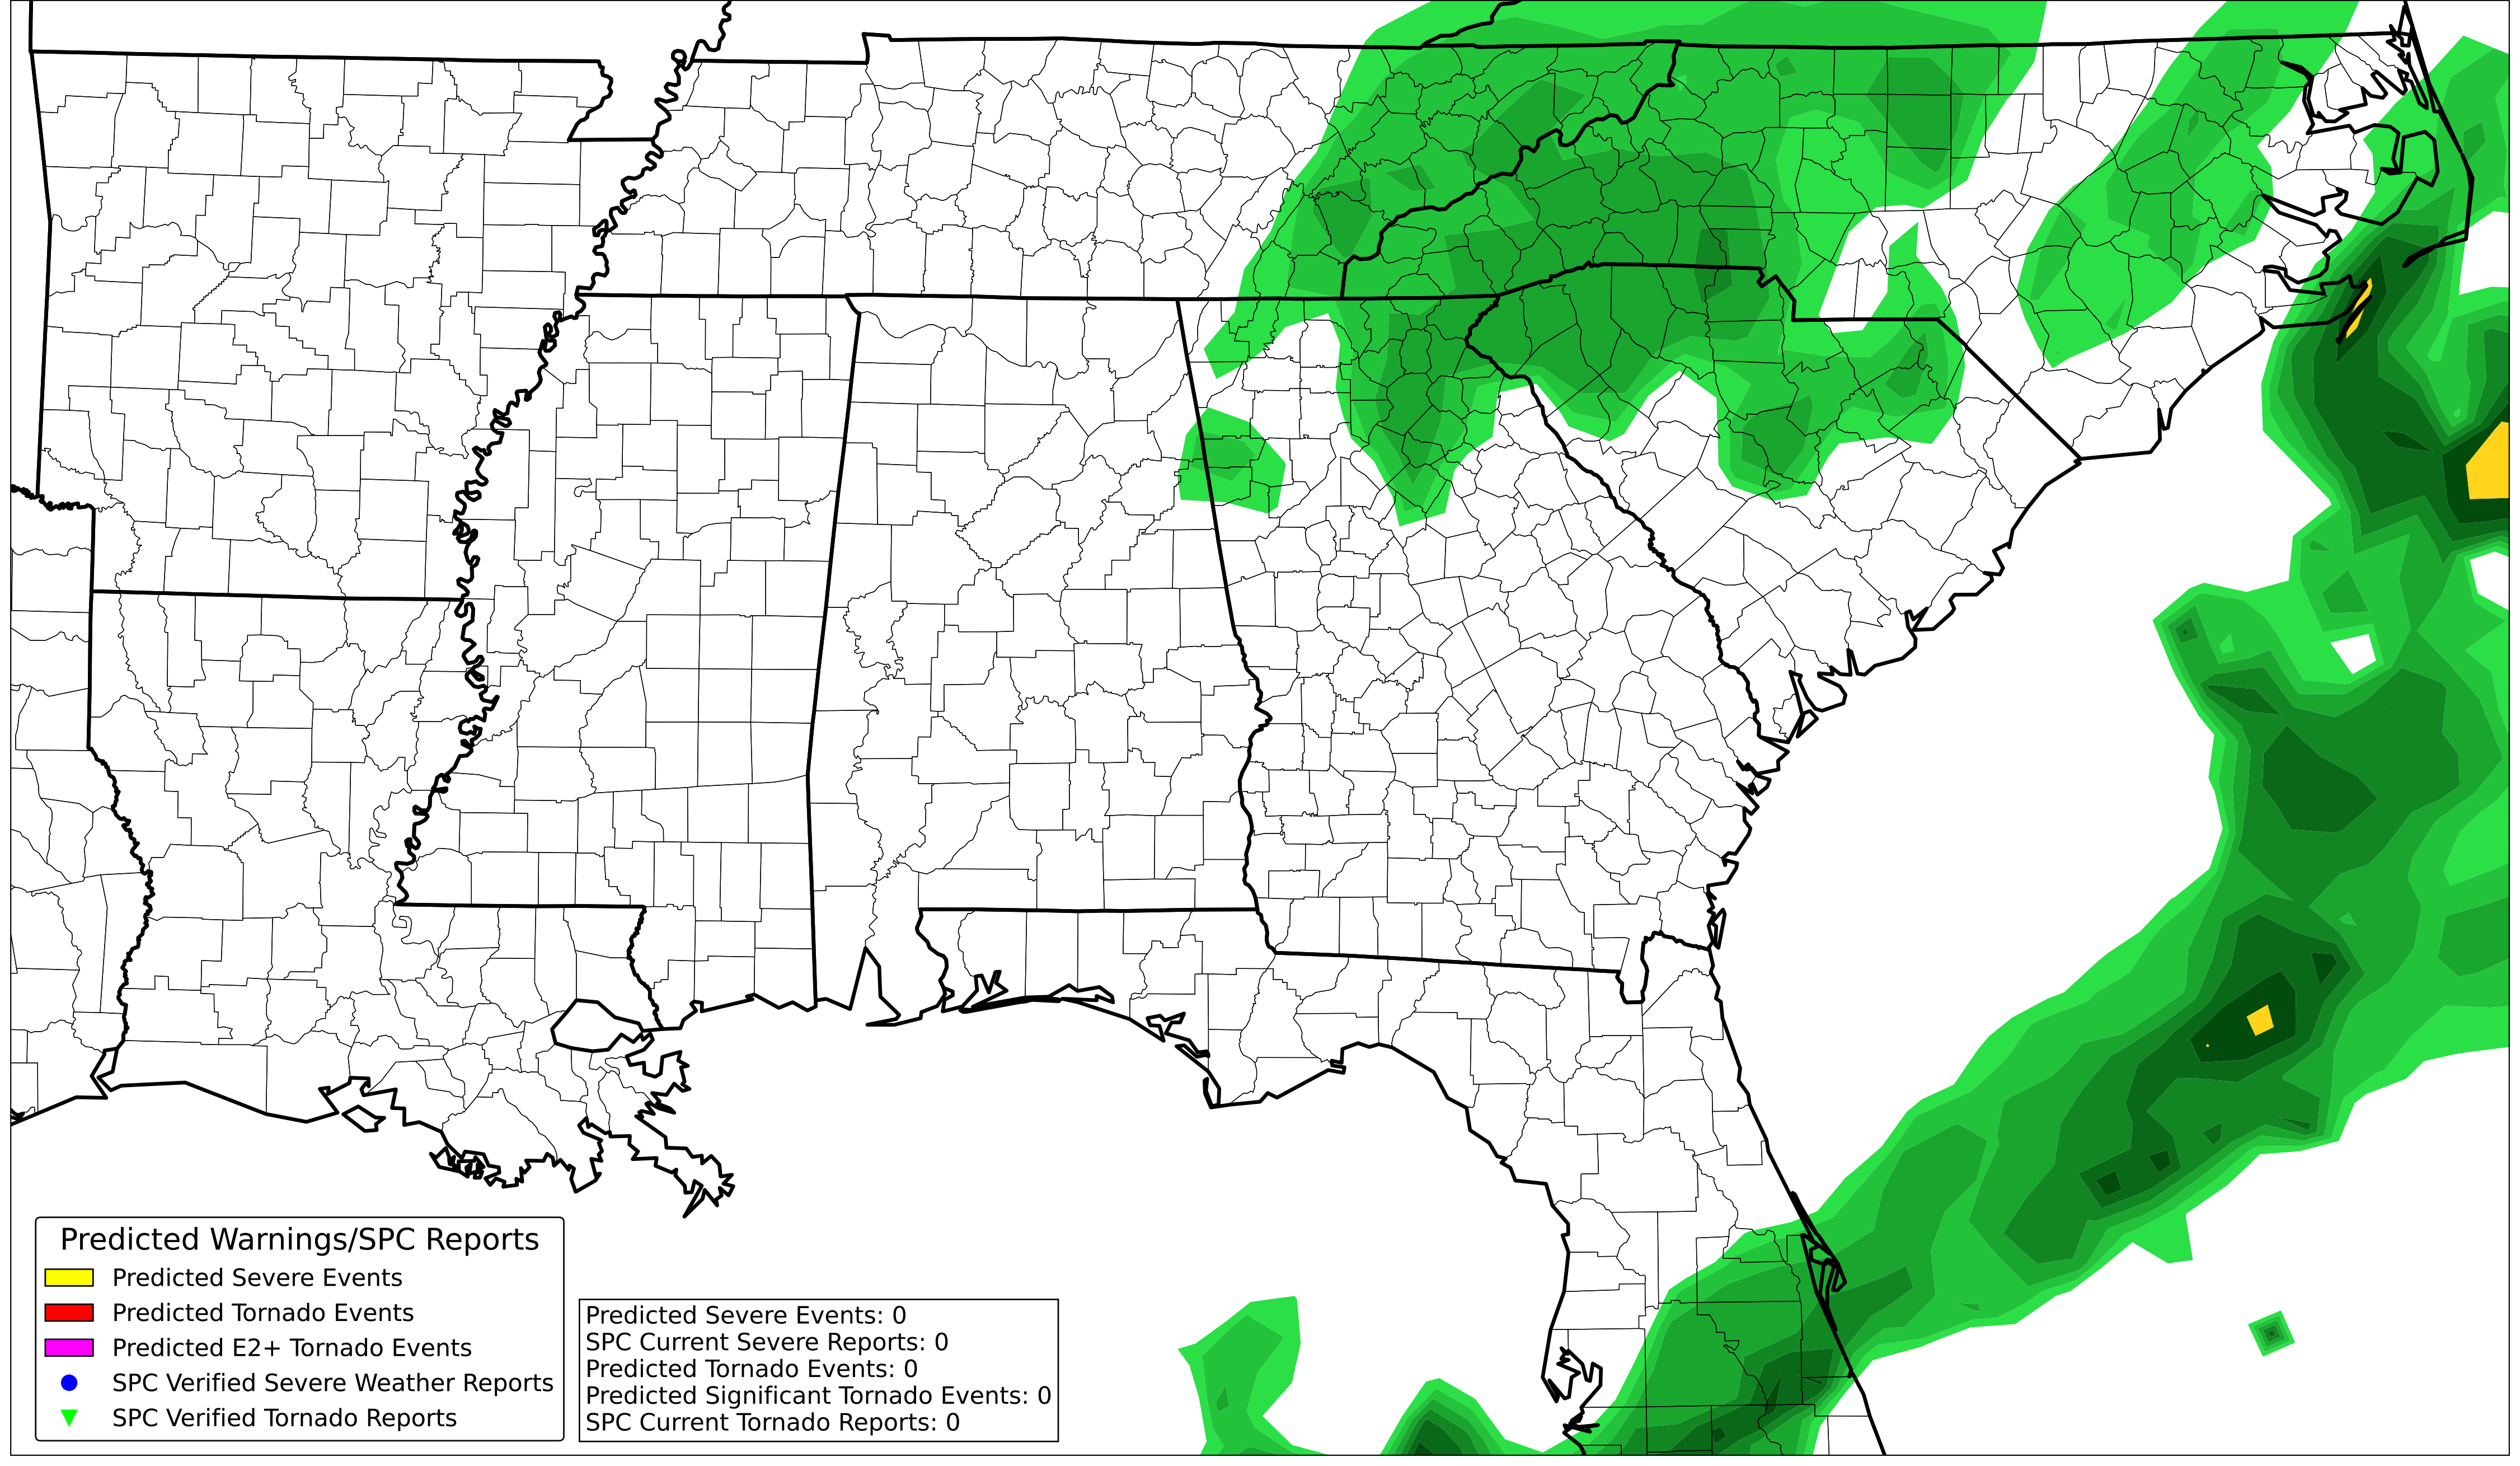 Predicted Warnings/SPC Reports
Predicted Severe Events
Predicted Tornado Events
Predicted E2+ Tornado Events
SPC Verified Severe Weather Reports
SPC Verified Tornado Reports
Predicted Severe Events: 0
SPC Current Severe Reports: 0
Predicted Tornado Events: 0
Predicted Significant Tornado Events: 0
SPC Current Tornado Reports: 0